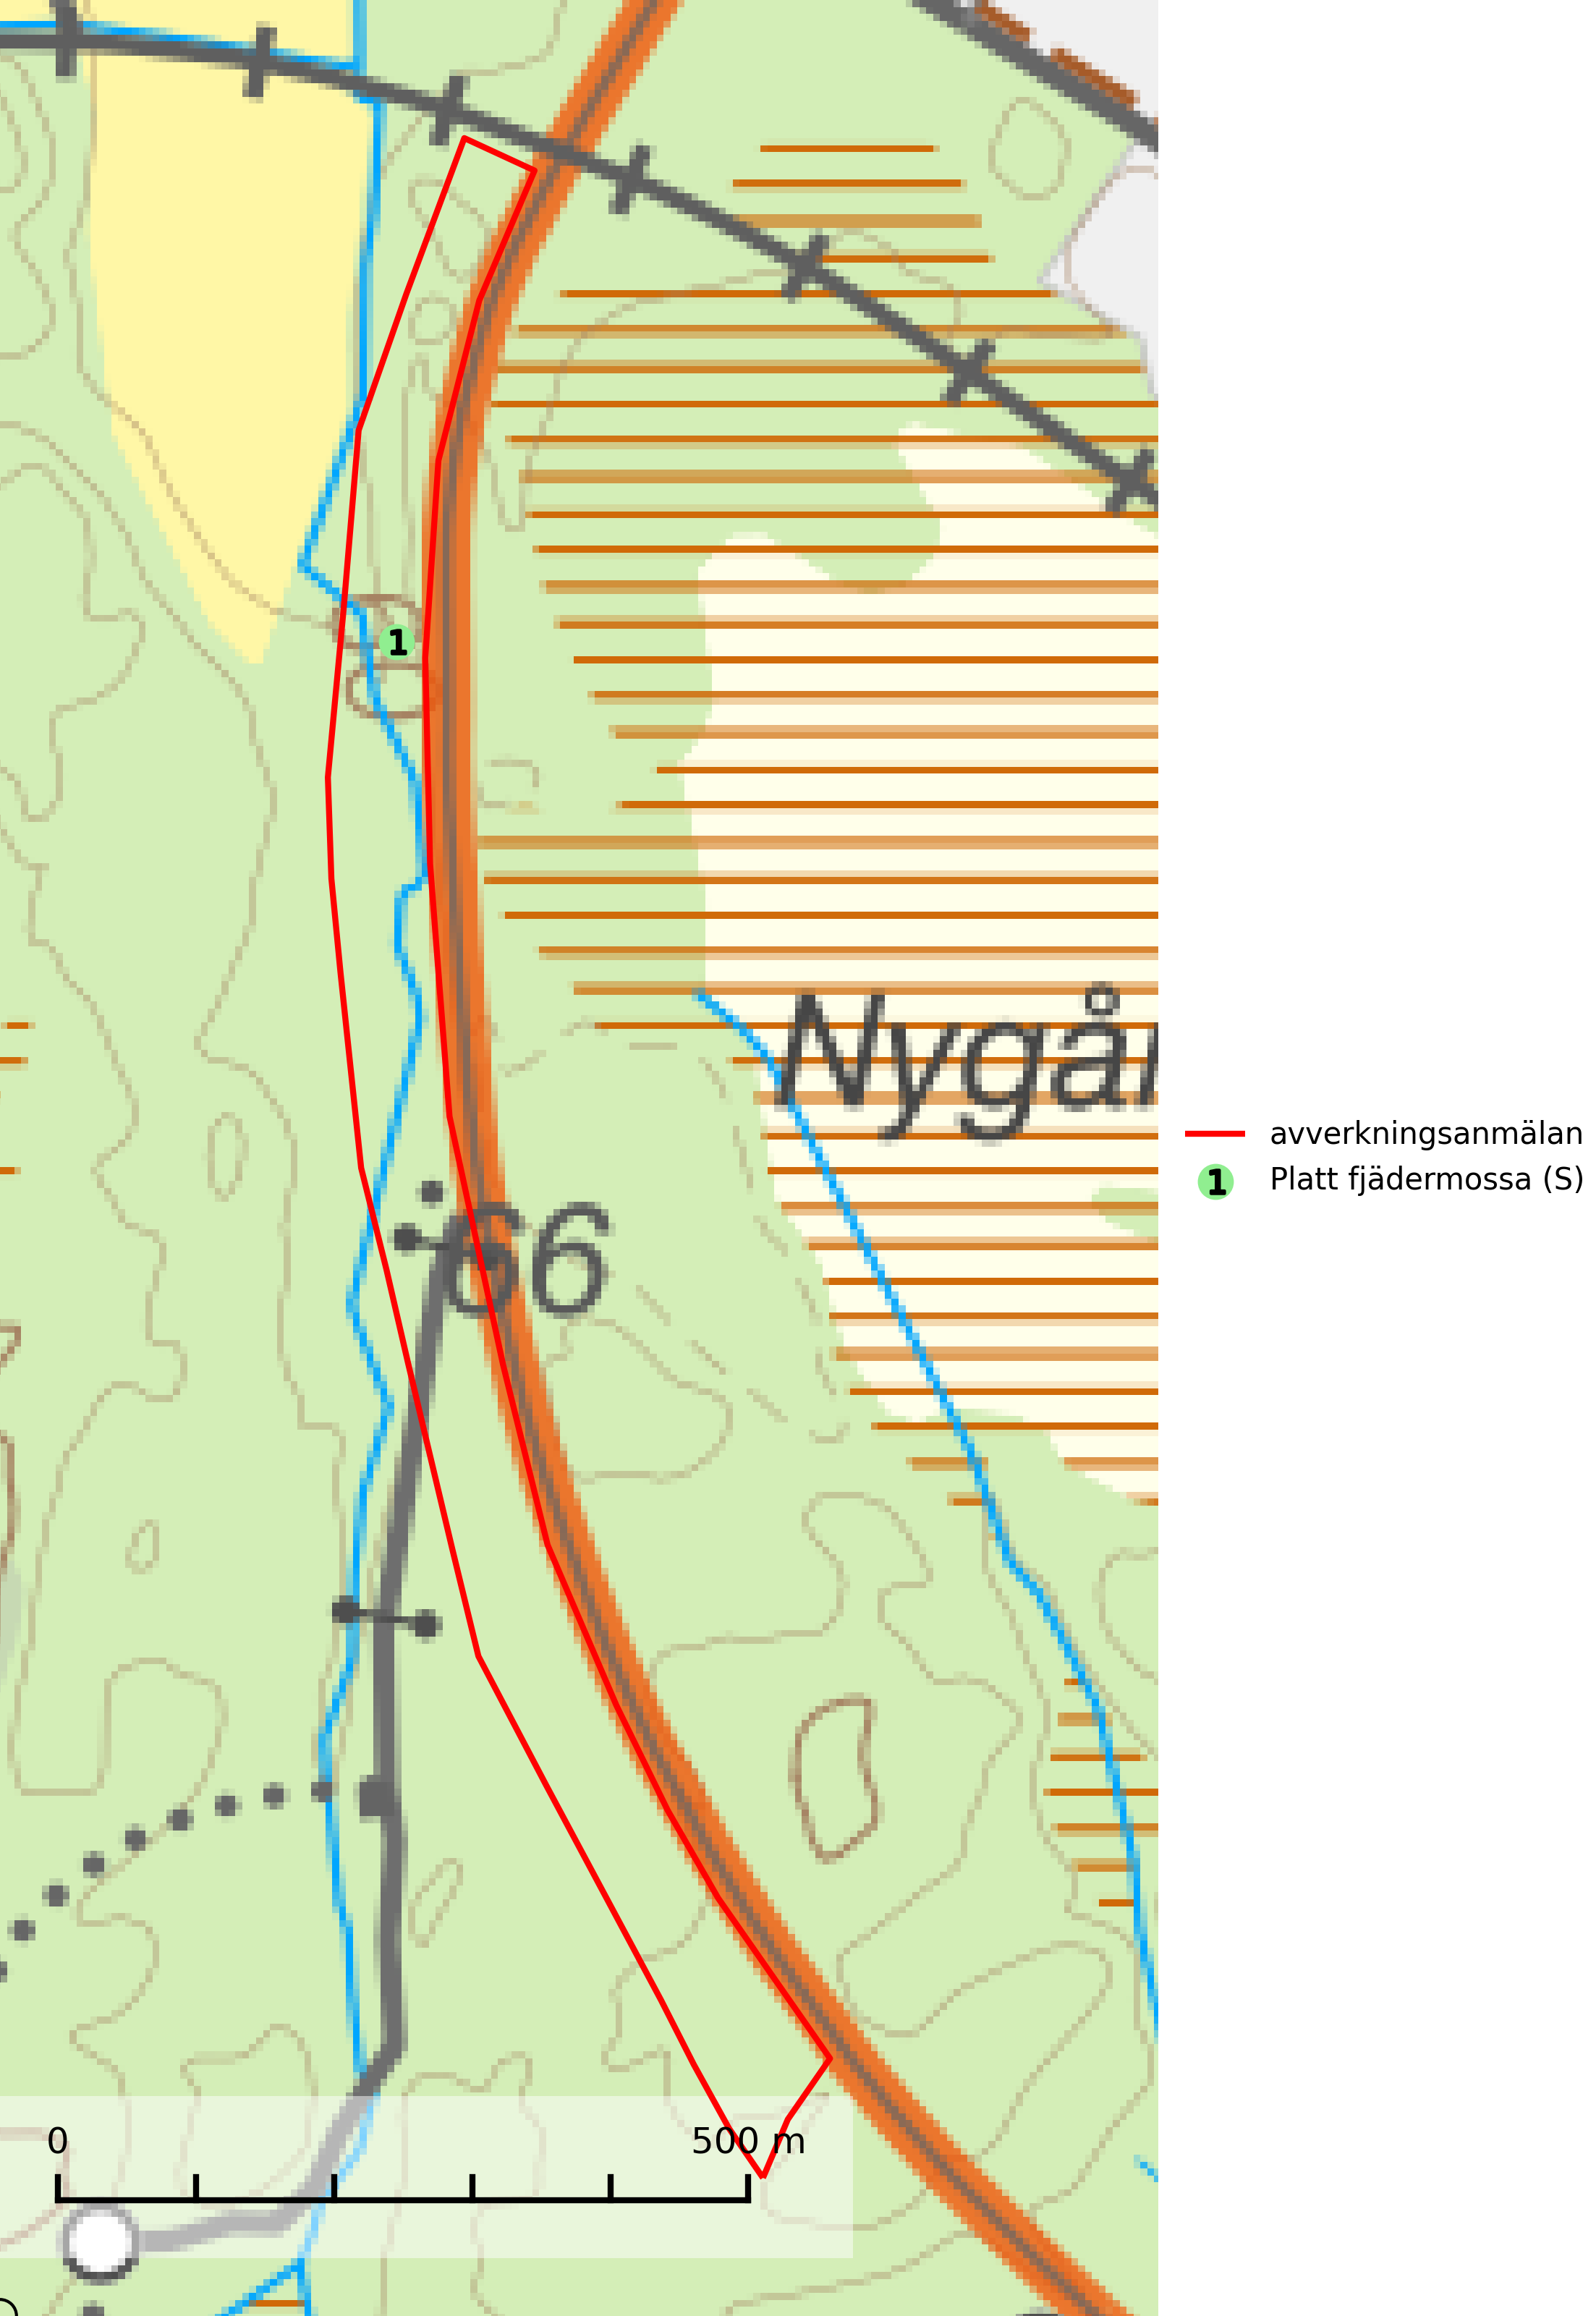 1
Nygår
avverkningsanmälan
1 Platt fjädermossa (S)
66
0 500 m